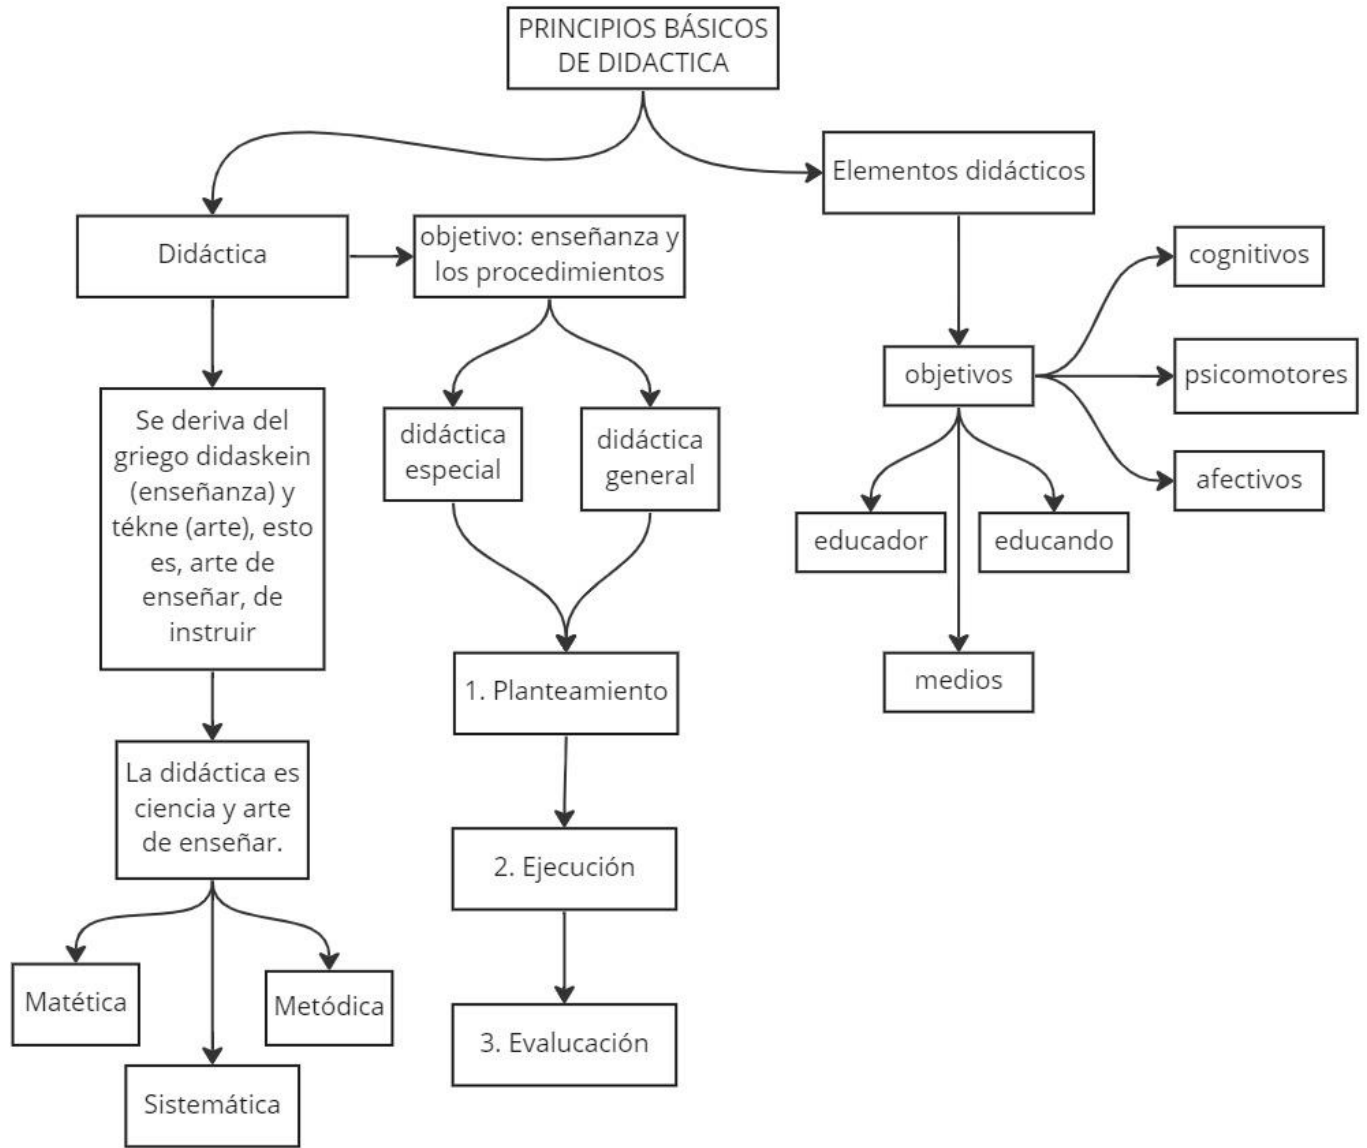 PRINCIPIOS BÁSICOS
DE DIDACTICA
Elementos didácticos
Didáctica
objetivo: enseñanza y
los procedimientos
cognitivos
objetivos
psicomotores
afectivos
Se deriva del
griego didaskein
(enseñanza) y
tékne (arte), esto
es, arte de
enseñar, de
instruir
didáctica
especial
didáctica
general
educador
educando
medios
1. Planteamiento
La didáctica es
ciencia y arte
de enseñar.
2. Ejecución
Matética
Metódica
Sistemática
3. Evalucación